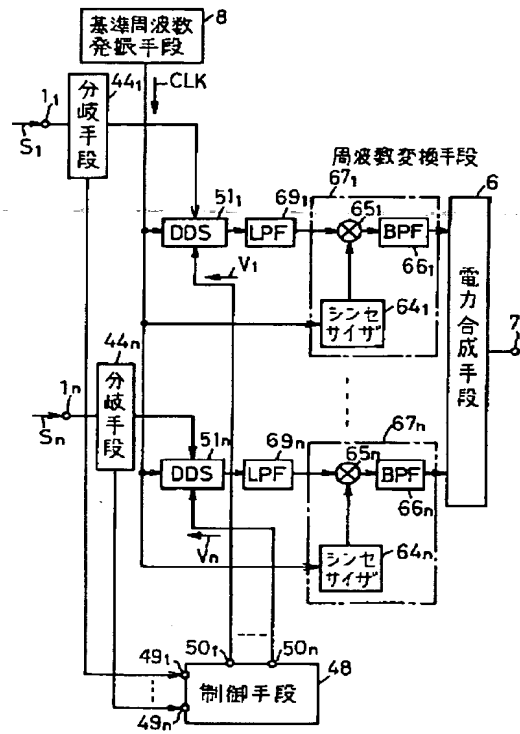 8
基準周波数
発振手段
CLK
44₁
分岐手段
1₁
S₁
周波数変換手段
67₁
6
51₁
DDS
69₁
LPF
65₁
BPF
66₁
V₁
シンセ
サイザ
64₁
電力合成手段
7
44n
分岐手段
1n
Sn
51n
DDS
69n
LPF
67n
65n
BPF
66n
Vn
シンセ
サイザ
64n
50₁
50n
49₁
49n
制御手段
48